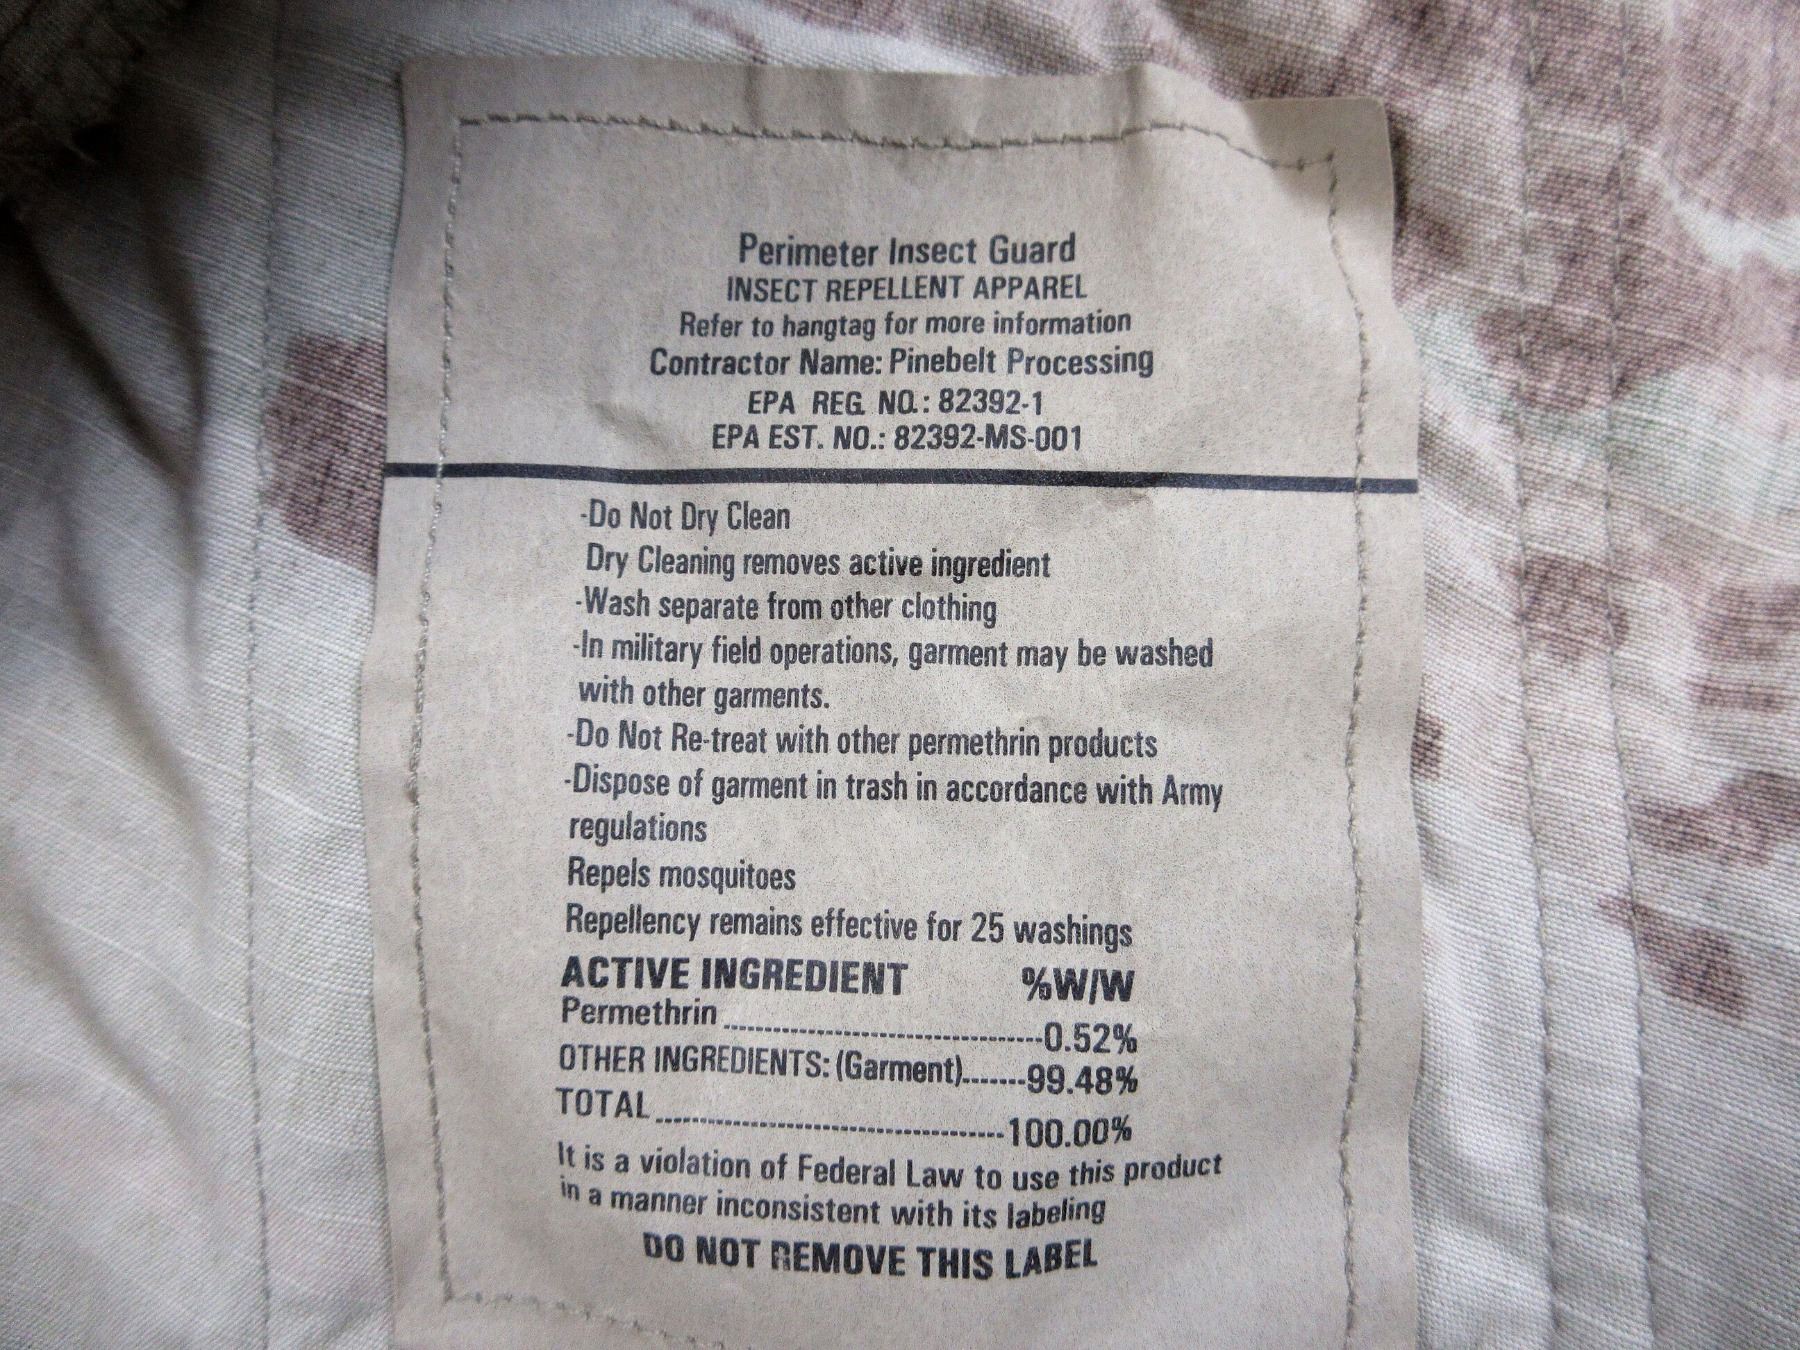 Perimeter Insect Guard
INSECT REPELLENT APPAREL
Refer to hangtag for more information
Contractor Name: Pinebelt Processing
EPA REG. NO.: 82392-1
EPA EST. NO.: 82392-MS-001
-Do Not Dry Clean
Dry Cleaning removes active ingredient
-Wash separate from other clothing
-In military field operations, garment may be washed
with other garments.
-Do Not Re-treat with other permethrin products
-Dispose of garment in trash in accordance with Army
regulations
Repels mosquitoes
Repellency remains effective for 25 washings
ACTIVE INGREDIENT %W/W
Permethrin 0.52%
OTHER INGREDIENTS: (Garment) 99.48%
TOTAL 100.00%
It is a violation of Federal Law to use this product
in a manner inconsistent with its labeling
DO NOT REMOVE THIS LABEL